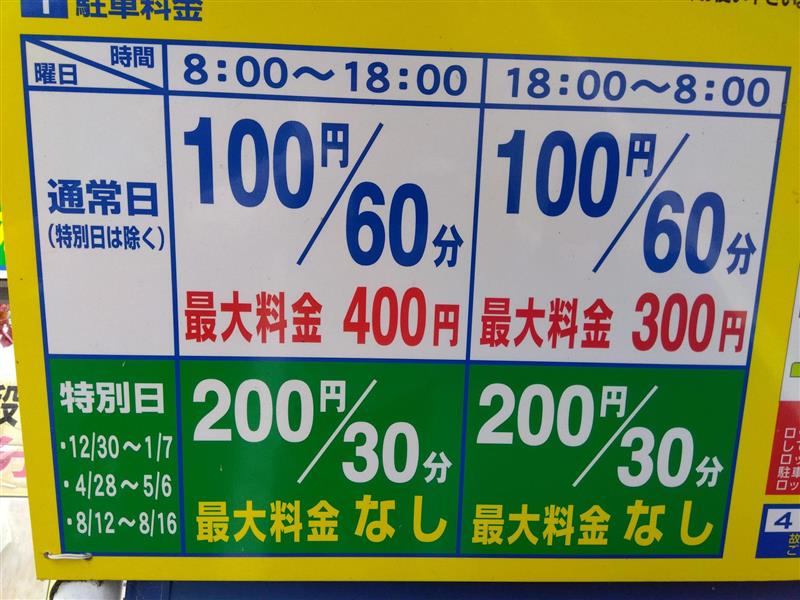 1 駐車料金
時間
曜日
8:00〜18:00
18:00〜8:00
通常日
(特別日は除く)
100円/60分
最大料金 400円
100円/60分
最大料金 300円
特別日
・12/30〜1/7
・4/28〜5/6
・8/12〜8/16
200円/30分
最大料金 なし
200円/30分
最大料金 なし
4